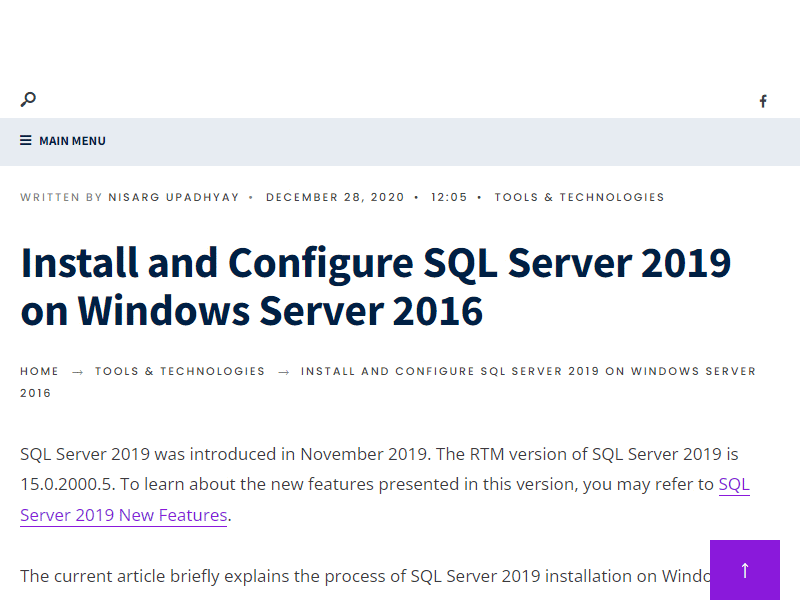 MAIN MENU
WRITTEN BY NISARG UPADHYAY • DECEMBER 28, 2020 • 12:05 • TOOLS & TECHNOLOGIES
Install and Configure SQL Server 2019
on Windows Server 2016
HOME → TOOLS & TECHNOLOGIES → INSTALL AND CONFIGURE SQL SERVER 2019 ON WINDOWS SERVER
2016
SQL Server 2019 was introduced in November 2019. The RTM version of SQL Server 2019 is
15.0.2000.5. To learn about the new features presented in this version, you may refer to SQL
Server 2019 New Features.
The current article briefly explains the process of SQL Server 2019 installation on